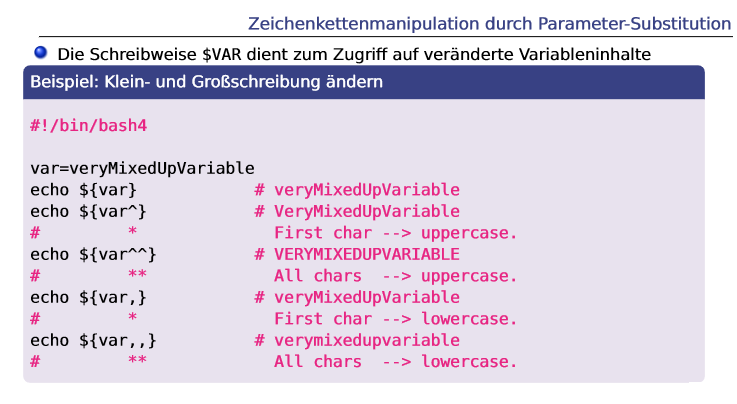 Zeichenkettenmanipulation durch Parameter-Substitution
Die Schreibweise $VAR dient zum Zugriff auf veränderte Variableninhalte
Beispiel: Klein- und Großschreibung ändern
#!/bin/bash4
var=veryMixedUpVariable
echo ${var}            # veryMixedUpVariable
echo ${var^}           # VeryMixedUpVariable
#         *              First char --> uppercase.
echo ${var^^}          # VERYMIXEDUPVARIABLE
#         **             All chars  --> uppercase.
echo ${var,}           # veryMixedUpVariable
#         *              First char --> lowercase.
echo ${var,,}          # verymixedupvariable
#         **             All chars  --> lowercase.